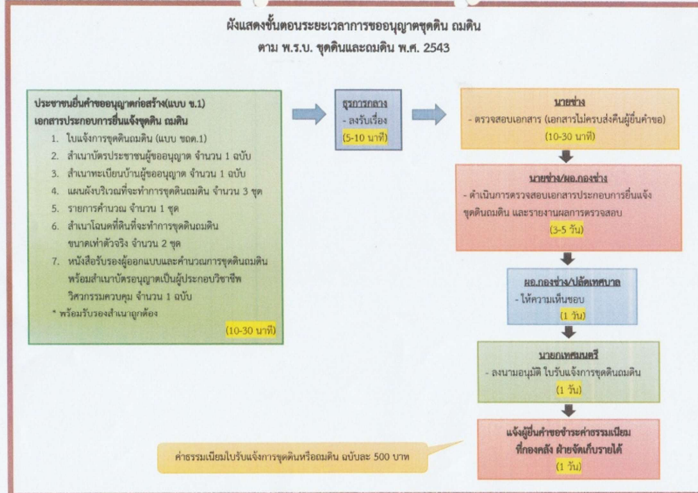 ผังแสดงขั้นตอนระยะเวลาการขออนุญาตขุดดิน ถมดิน
ตาม พ.ร.บ. ขุดดินและถมดิน พ.ศ. 2543
ประชาชนยื่นคำขออนุญาตก่อสร้าง(แบบ ข.1)
เอกสารประกอบการยื่นแจ้งขุดดิน ถมดิน
1. ใบแจ้งการขุดดินถมดิน (แบบ ขถด.1)
2. สำเนาบัตรประชาชนผู้ขออนุญาต จำนวน 1 ฉบับ
3. สำเนาทะเบียนบ้านผู้ขออนุญาต จำนวน 1 ฉบับ
4. แผนผังบริเวณที่จะทำการขุดดินถมดิน จำนวน 3 ชุด
5. รายการคำนวณ จำนวน 1 ชุด
6. สำเนาโฉนดที่ดินที่จะทำการขุดดินถมดิน
ขนาดเท่าตัวจริง จำนวน 2 ชุด
7. หนังสือรับรองผู้ออกแบบและคำนวณการขุดดินถมดิน
พร้อมสำเนาบัตรอนุญาตเป็นผู้ประกอบวิชาชีพ
วิศวกรรมควบคุม จำนวน 1 ฉบับ
* พร้อมรับรองสำเนาถูกต้อง
(10-30 นาที)
ธุรการกลาง
- ลงรับเรื่อง
(5-10 นาที)
นายช่าง
- ตรวจสอบเอกสาร (เอกสารไม่ครบส่งคืนผู้ยื่นคำขอ)
(10-30 นาที)
นายช่าง/ผอ.กองช่าง
- ดำเนินการตรวจสอบเอกสารประกอบการยื่นแจ้ง
ขุดดินถมดิน และรายงานผลการตรวจสอบ
(3-5 วัน)
ผอ.กองช่าง/ปลัดเทศบาล
- ให้ความเห็นชอบ
(1 วัน)
นายกเทศมนตรี
- ลงนามอนุมัติ ใบรับแจ้งการขุดดินถมดิน
(1 วัน)
แจ้งผู้ยื่นคำขอชำระค่าธรรมเนียม
ที่กองคลัง ฝ่ายจัดเก็บรายได้
(1 วัน)
ค่าธรรมเนียมใบรับแจ้งการขุดดินหรือถมดิน ฉบับละ 500 บาท